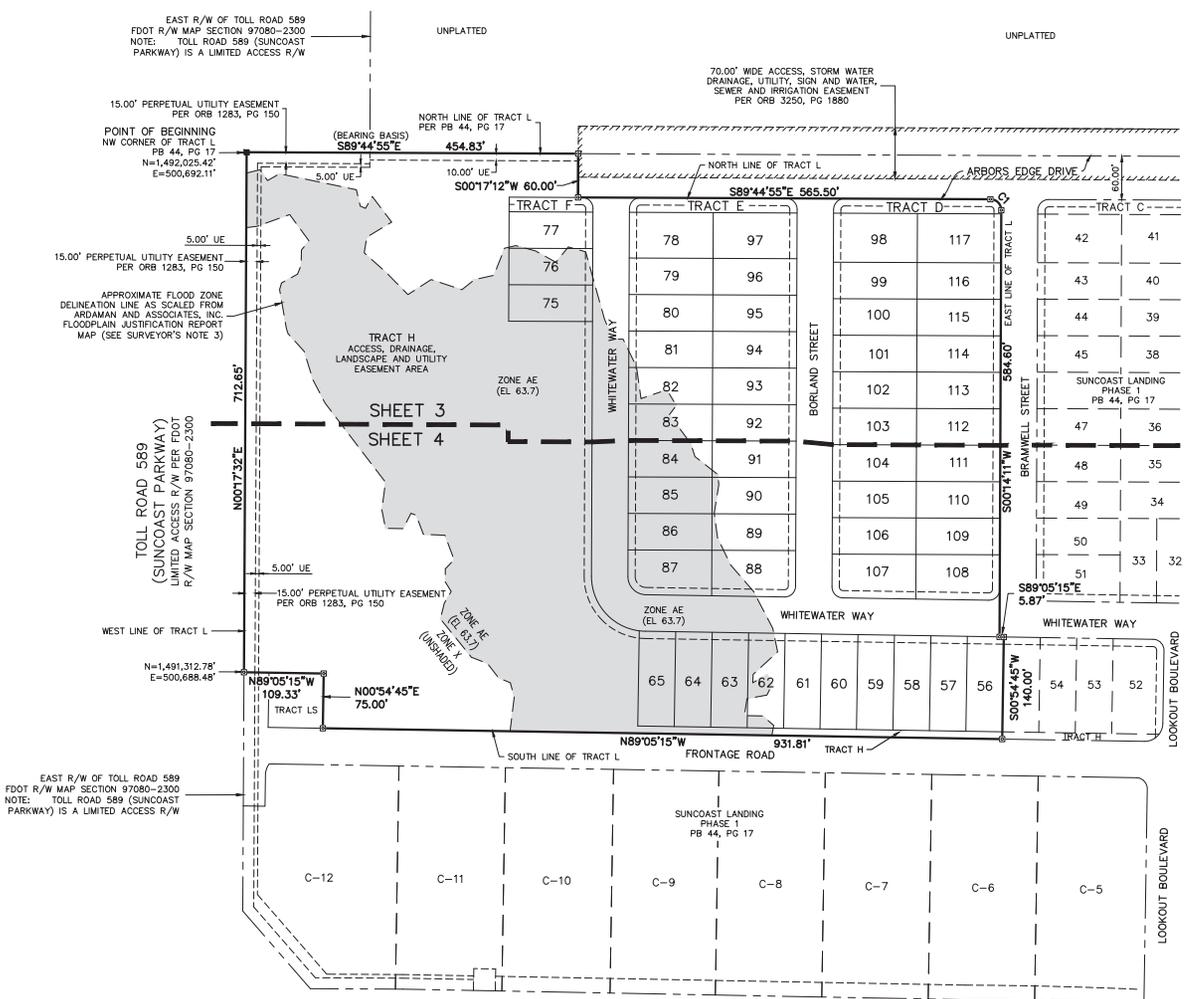 EAST R/W OF TOLL ROAD 589
FDOT R/W MAP SECTION 97080-2300
NOTE: TOLL ROAD 589 (SUNCOAST
PARKWAY) IS A LIMITED ACCESS R/W
UNPLATTED
UNPLATTED
70.00' WIDE ACCESS, STORM WATER
DRAINAGE, UTILITY, SIGN AND WATER,
SEWER AND IRRIGATION EASEMENT
PER ORB 3250, PG 1880
15.00' PERPETUAL UTILITY EASEMENT
PER ORB 1283, PG 150
POINT OF BEGINNING
NW CORNER OF TRACT L
PB 44, PG 17
N=1,492,025.42'
E=500,692.11'
(BEARING BASIS)
S89°44'55"E 454.83'
NORTH LINE OF TRACT L
PER PB 44, PG 17
5.00' UE
10.00' UE
S00°17'12"W 60.00'
NORTH LINE OF TRACT L
S89°44'55"E 565.50'
ARBORS EDGE DRIVE
60.00'
C1
TRACT F
TRACT E
TRACT D
TRACT C
77
76
75
78 97
79 96
80 95
81 94
82 93
83 92
84 91
85 90
86 89
87 88
98 117
99 116
100 115
101 114
102 113
103 112
104 111
105 110
106 109
107 108
42 41
43 40
44 39
45 38
SUNCOAST LANDING
PHASE 1
PB 44, PG 17
47 36
48 35
49 34
50
51 33 32
5.00' UE
15.00' PERPETUAL UTILITY EASEMENT
PER ORB 1283, PG 150
APPROXIMATE FLOOD ZONE
DELINEATION LINE AS SCALED FROM
ARDAMAN AND ASSOCIATES, INC.
FLOODPLAIN JUSTIFICATION REPORT
MAP (SEE SURVEYOR'S NOTE 3)
TRACT H
ACCESS, DRAINAGE,
LANDSCAPE AND UTILITY
EASEMENT AREA
ZONE AE
(EL 63.7)
WHITEWATER WAY
BORLAND STREET
EAST LINE OF TRACT L
584.60'
S00°14'11"W
BRAMWELL STREET
712.65'
N00°17'32"E
SHEET 3
SHEET 4
TOLL ROAD 589
(SUNCOAST PARKWAY)
LIMITED ACCESS R/W PER FDOT
R/W MAP SECTION 97080-2300
5.00' UE
15.00' PERPETUAL UTILITY EASEMENT
PER ORB 1283, PG 150
ZONE AE
(EL 63.7)
ZONE X
(UNSHADED)
ZONE AE
(EL 63.7)
WHITEWATER WAY
S89°05'15"E
5.87'
WHITEWATER WAY
WEST LINE OF TRACT L
N=1,491,312.78'
E=500,688.48'
N89°05'15"W
109.33'
N00°54'45"E
75.00'
TRACT LS
65 64 63 62 61 60 59 58 57 56
S00°54'45"W
140.00'
54 53 52
TRACT H
LOOKOUT BOULEVARD
SOUTH LINE OF TRACT L
N89°05'15"W 931.81'
FRONTAGE ROAD
TRACT H
EAST R/W OF TOLL ROAD 589
FDOT R/W MAP SECTION 97080-2300
NOTE: TOLL ROAD 589 (SUNCOAST
PARKWAY) IS A LIMITED ACCESS R/W
SUNCOAST LANDING
PHASE 1
PB 44, PG 17
C-12 C-11 C-10 C-9 C-8 C-7 C-6 C-5
LOOKOUT BOULEVARD